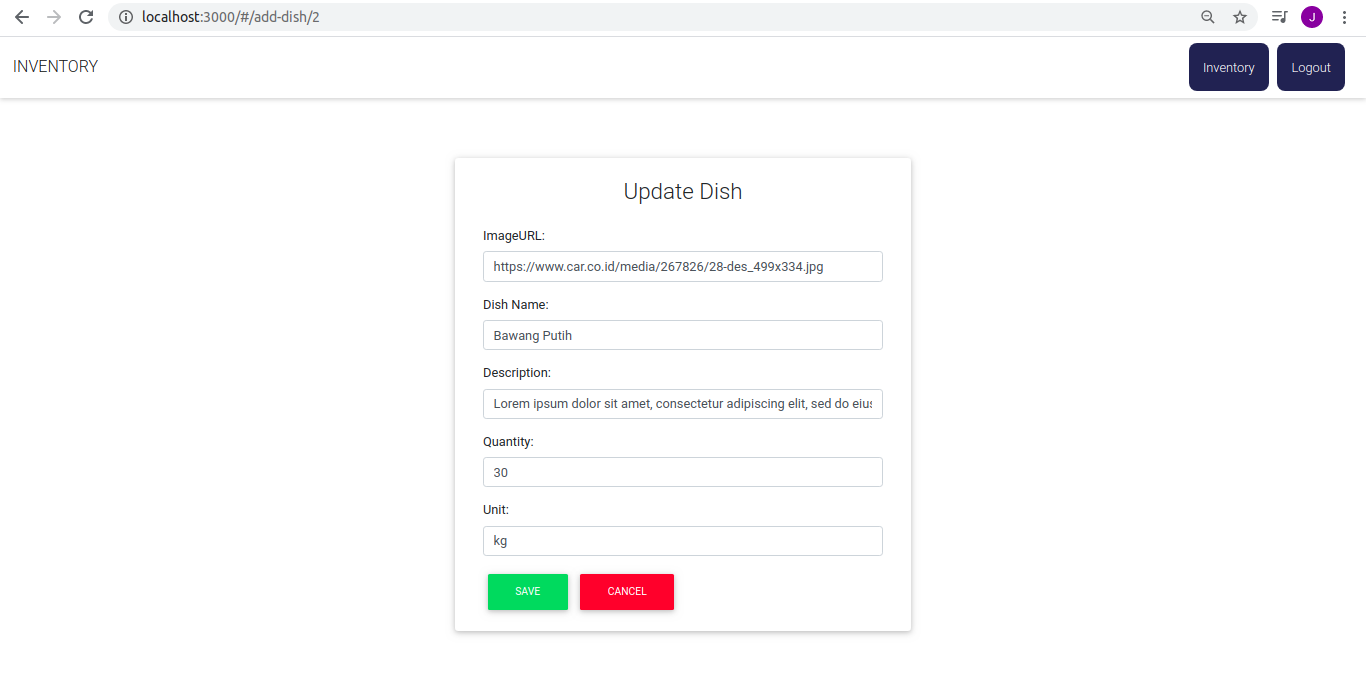 localhost:3000/#/add-dish/2
J
INVENTORY
Inventory
Logout
Update Dish
ImageURL:
https://www.car.co.id/media/267826/28-des_499x334.jpg
Dish Name:
Bawang Putih
Description:
Lorem ipsum dolor sit amet, consectetur adipiscing elit, sed do eius
Quantity:
30
Unit:
kg
SAVE
CANCEL